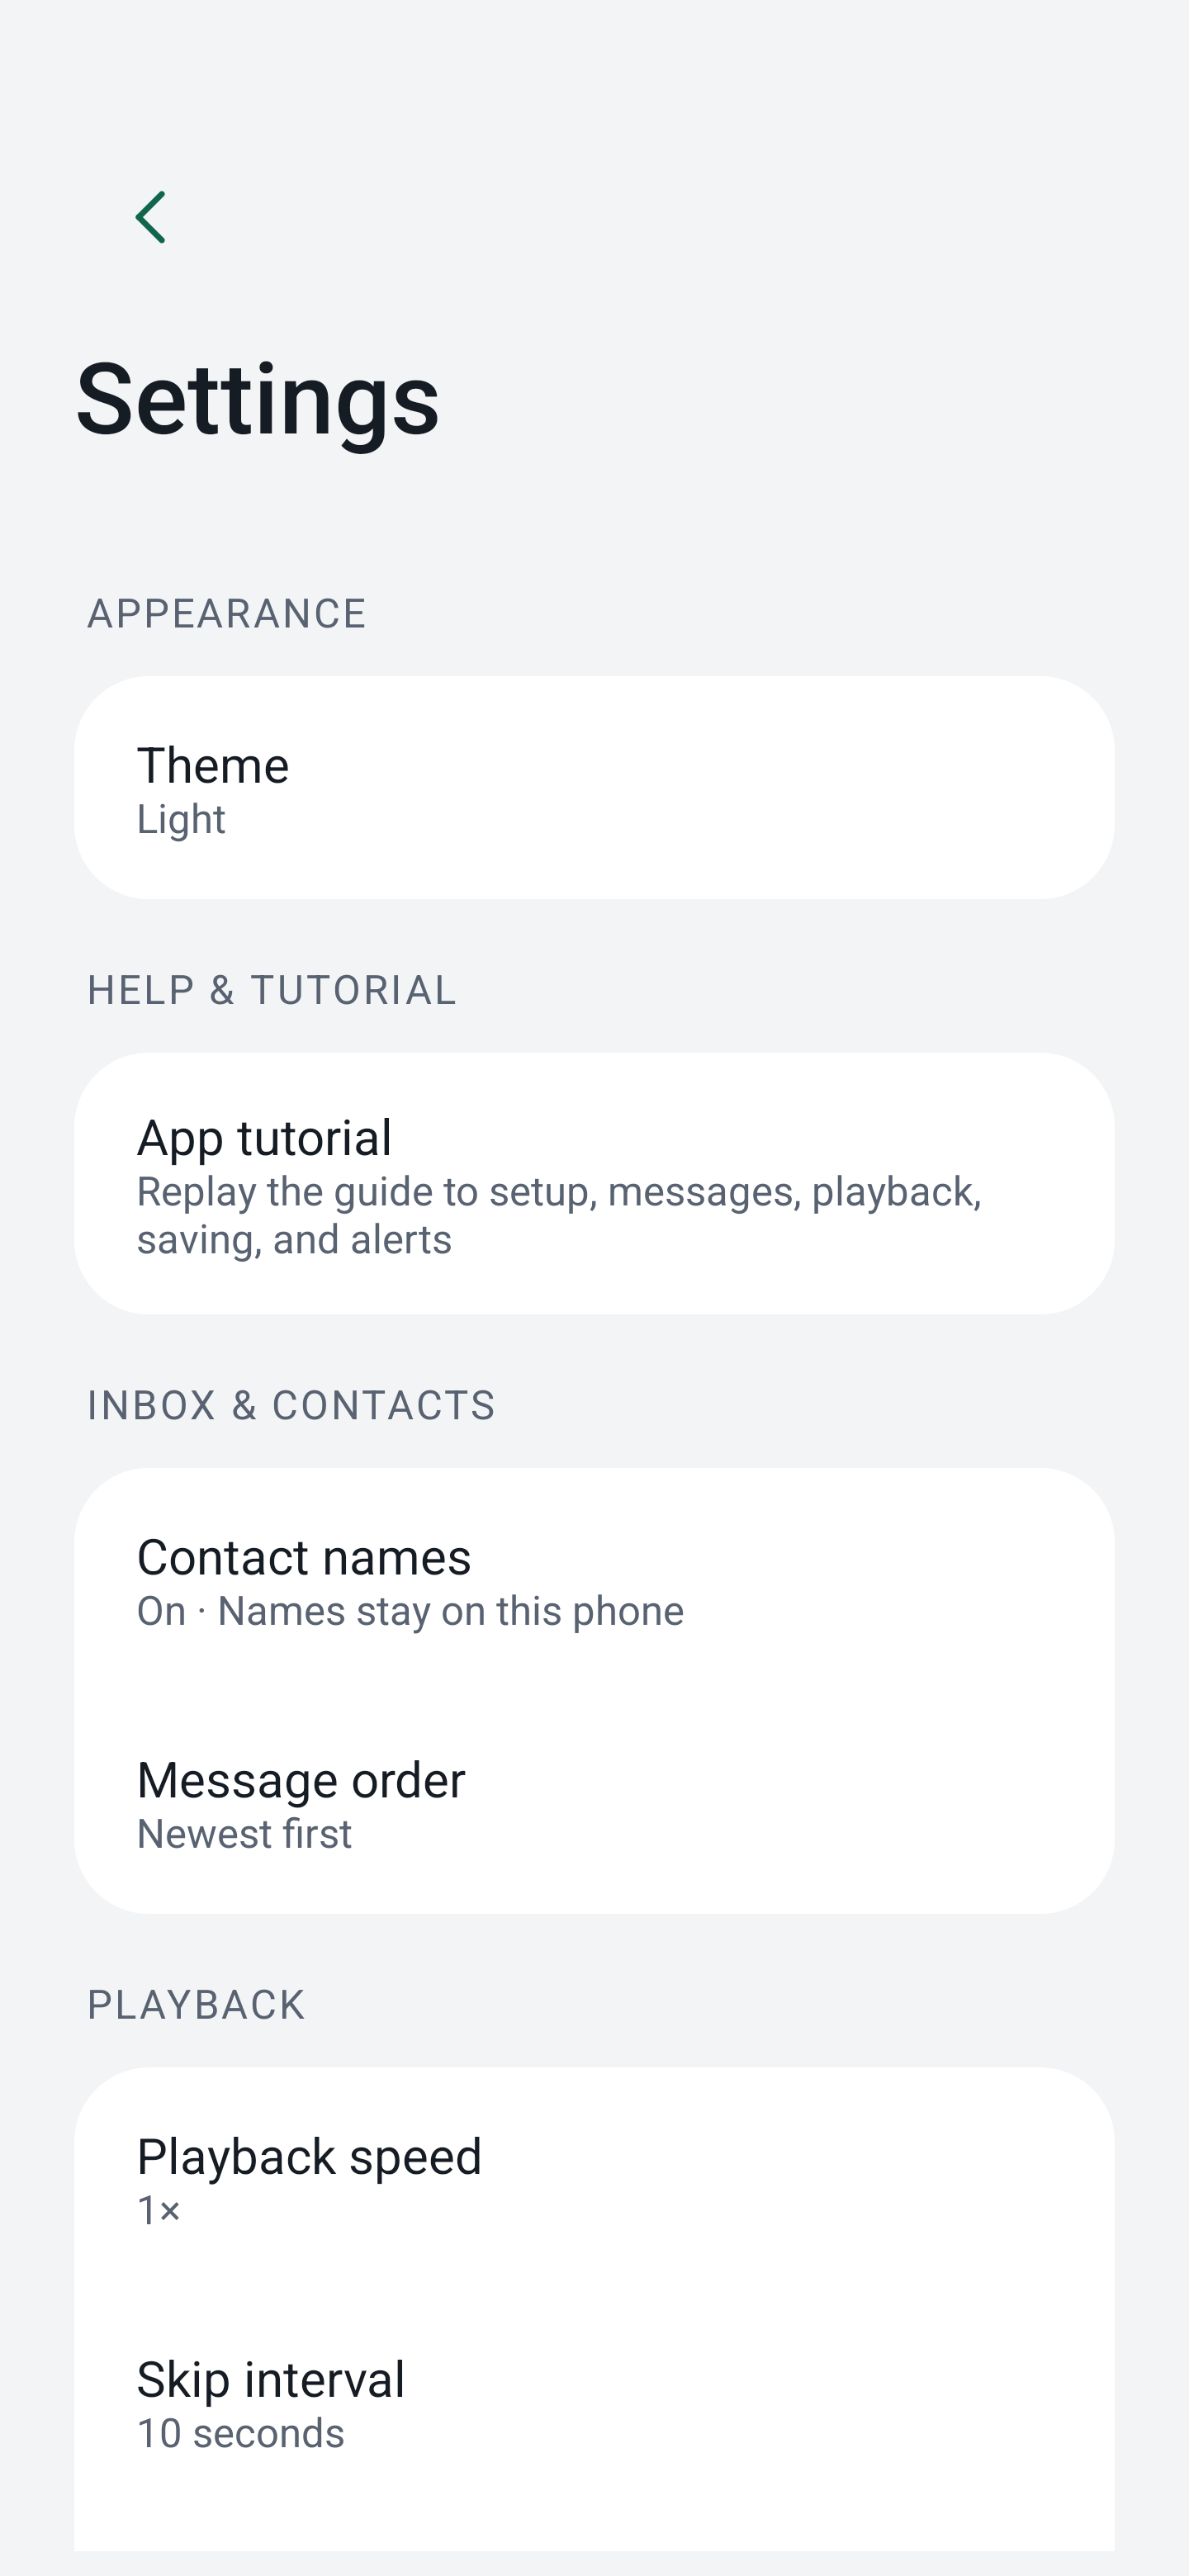 Settings
APPEARANCE
Theme
Light
HELP & TUTORIAL
App tutorial
Replay the guide to setup, messages, playback,
saving, and alerts
INBOX & CONTACTS
Contact names
On · Names stay on this phone
Message order
Newest first
PLAYBACK
Playback speed
1×
Skip interval
10 seconds